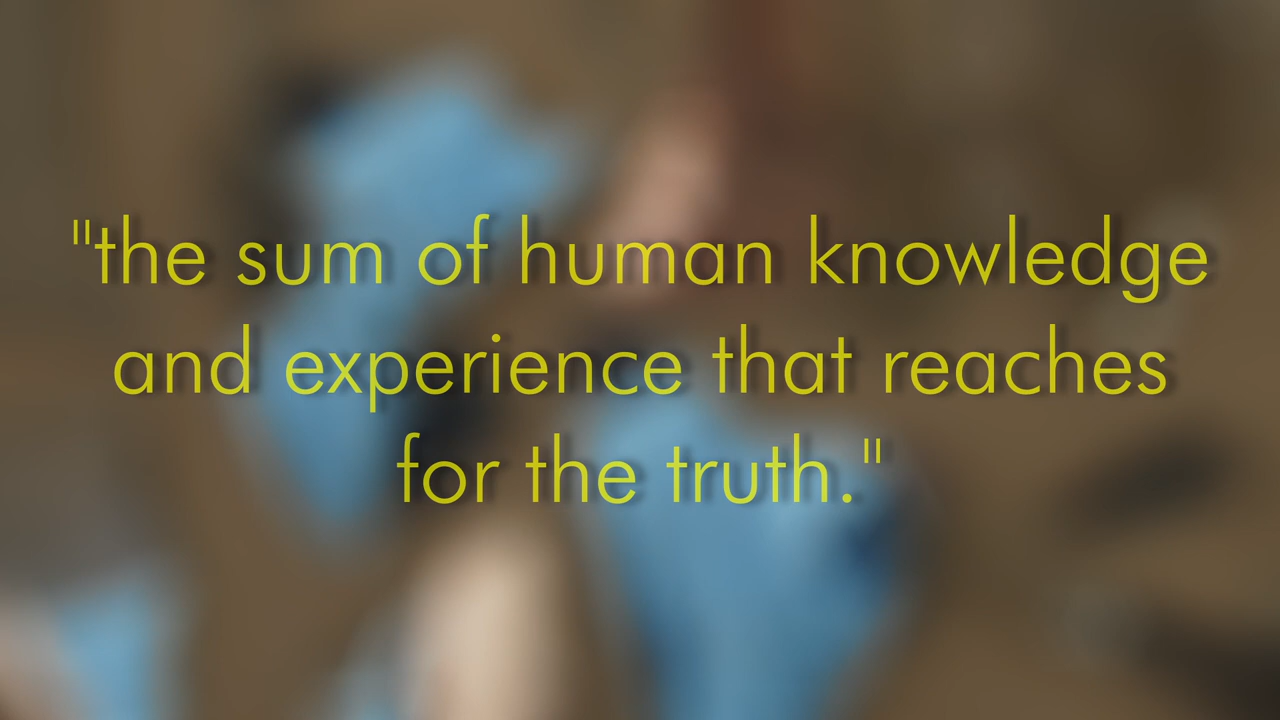 "the sum of human knowledge
and experience that reaches
for the truth."